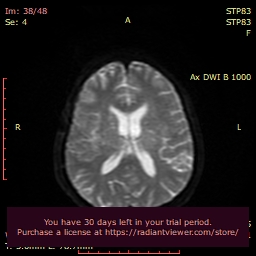 Im: 38/48
Se: 4
STP83
STP83
F
A
Ax DWI B 1000
R
L
You have 30 days left in your trial period.
Purchase a license at https://radiantviewer.com/store/